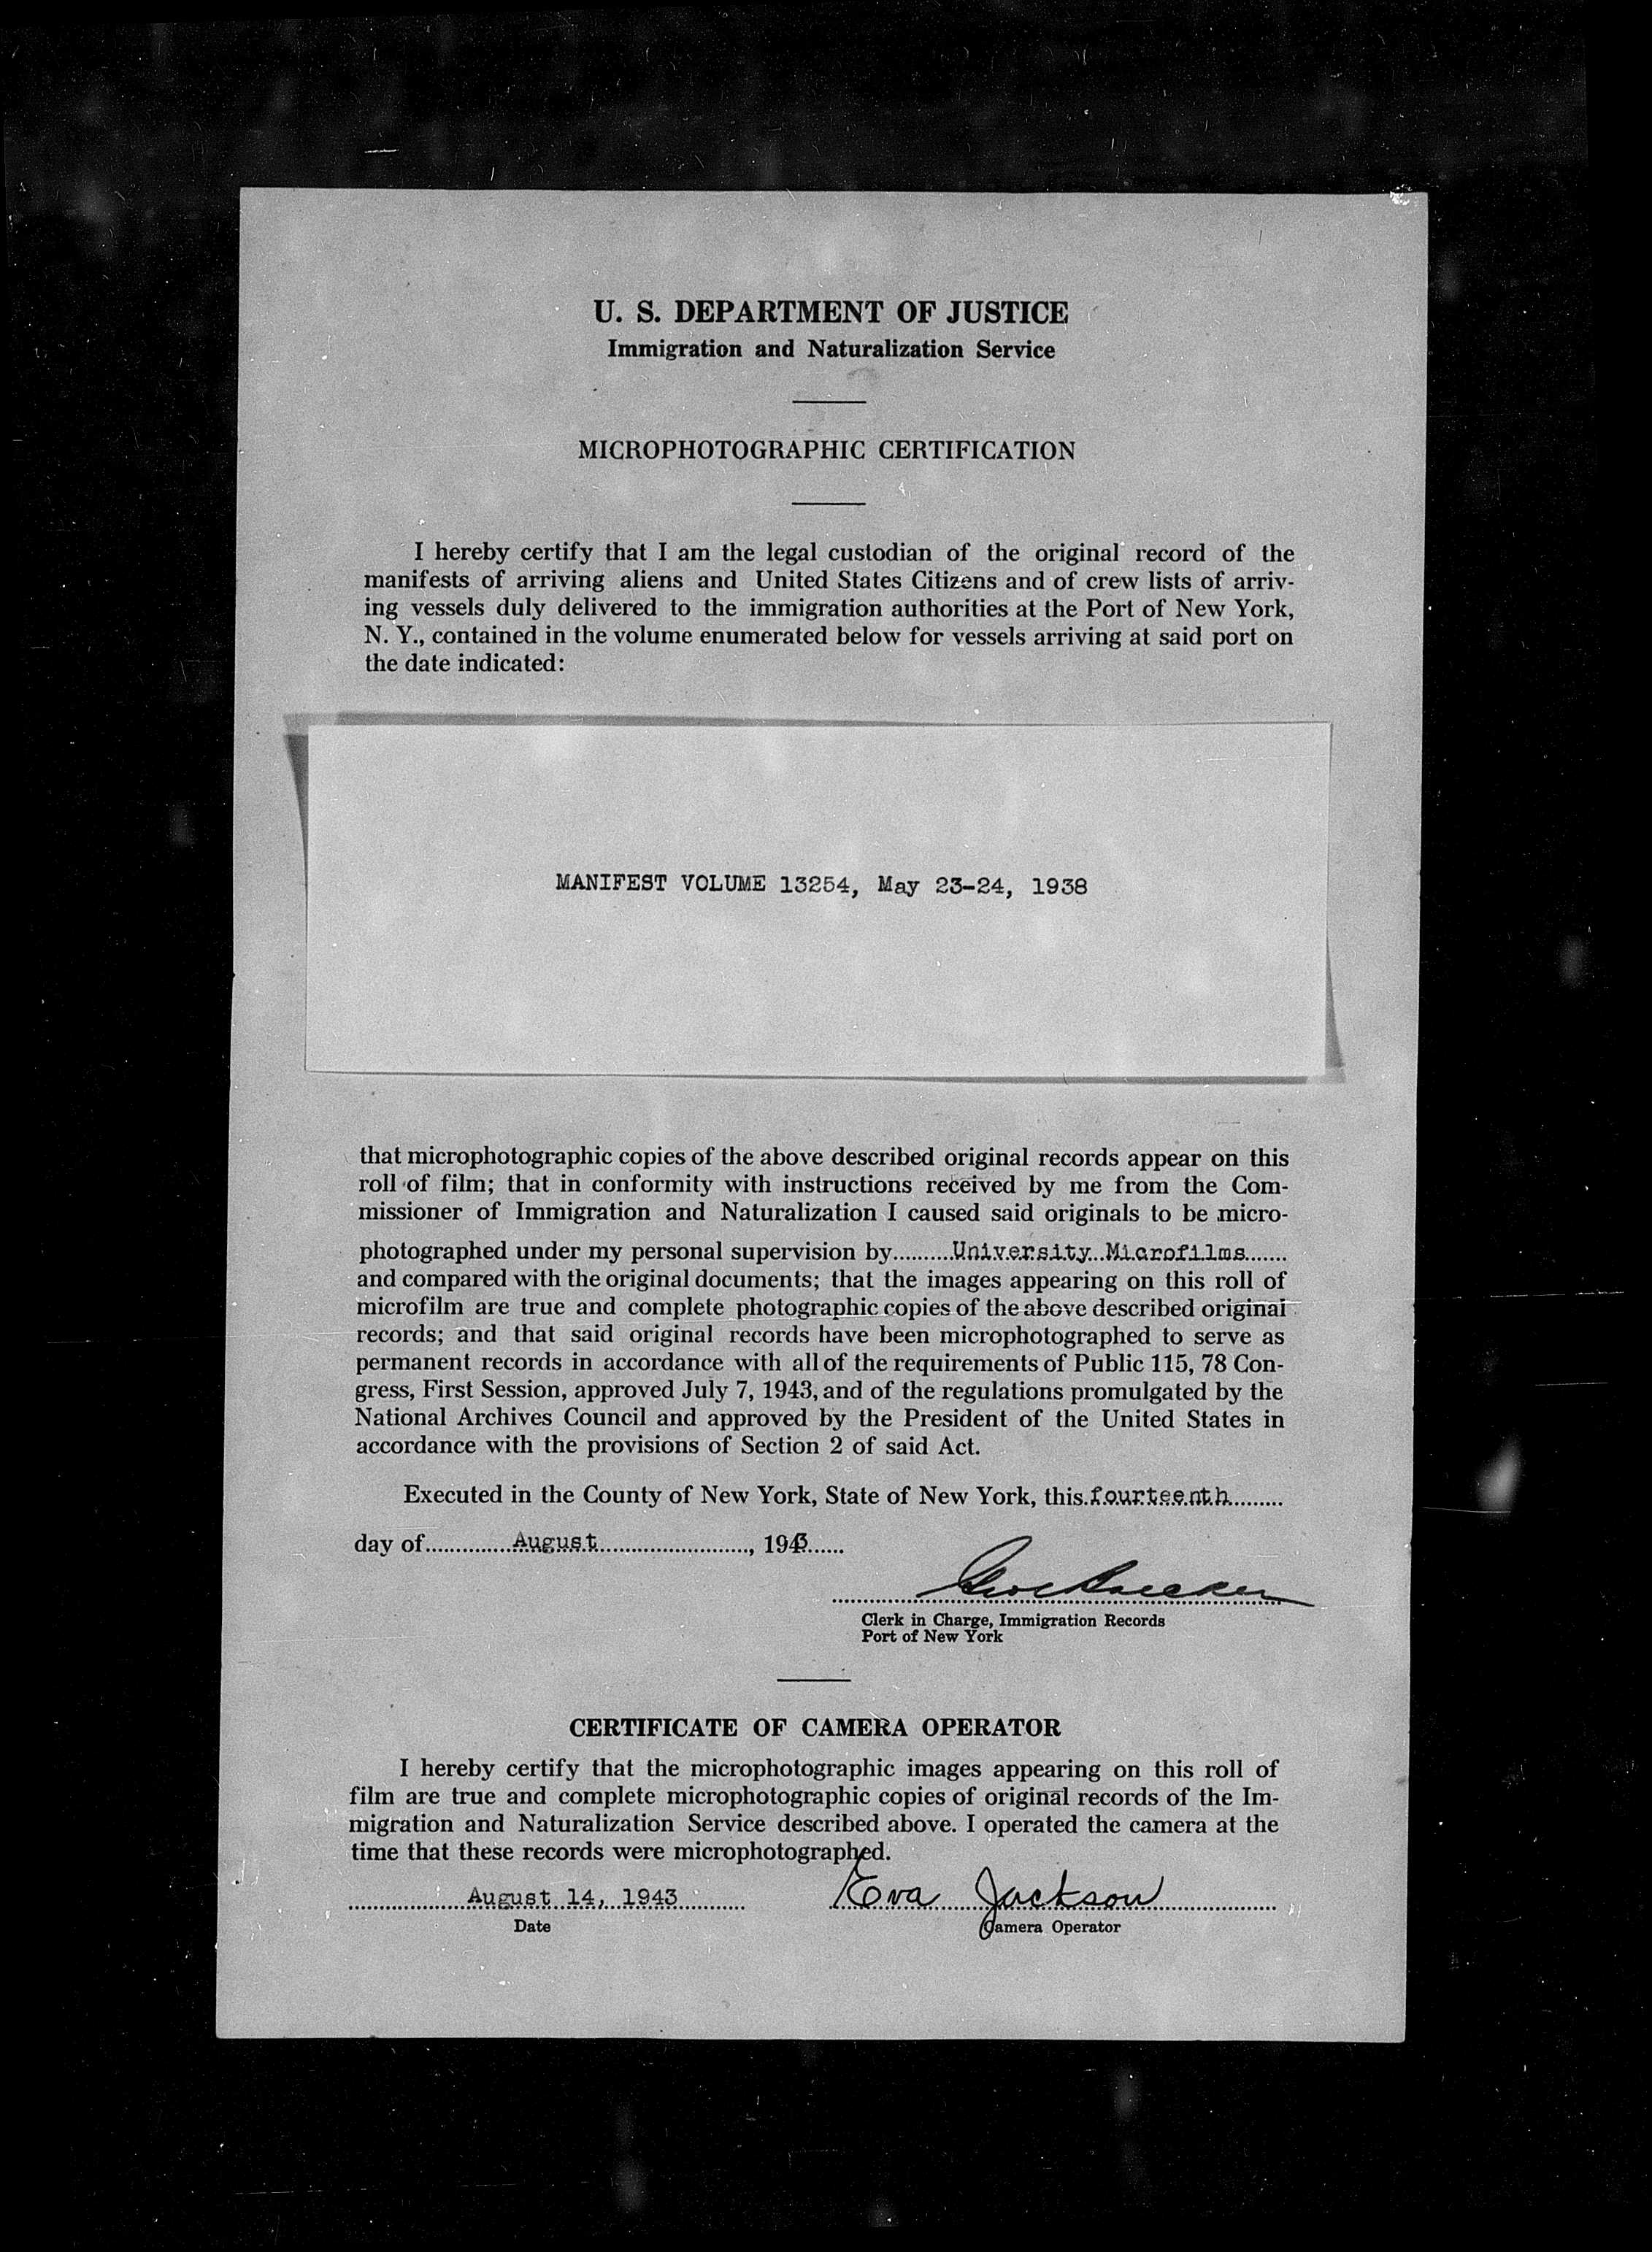 U. S. DEPARTMENT OF JUSTICE
Immigration and Naturalization Service
MICROPHOTOGRAPHIC CERTIFICATION
I hereby certify that I am the legal custodian of the original record of the
manifests of arriving aliens and United States Citizens and of crew lists of arriv-
ing vessels duly delivered to the immigration authorities at the Port of New York,
N. Y., contained in the volume enumerated below for vessels arriving at said port on
the date indicated:
MANIFEST VOLUME 13254, May 23-24, 1938
that microphotographic copies of the above described original records appear on this
roll of film; that in conformity with instructions received by me from the Com-
missioner of Immigration and Naturalization I caused said originals to be micro-
photographed under my personal supervision by University Microfilms
and compared with the original documents; that the images appearing on this roll of
microfilm are true and complete photographic copies of the above described original
records; and that said original records have been microphotographed to serve as
permanent records in accordance with all of the requirements of Public 115, 78 Con-
gress, First Session, approved July 7, 1943, and of the regulations promulgated by the
National Archives Council and approved by the President of the United States in
accordance with the provisions of Section 2 of said Act.
Executed in the County of New York, State of New York, this fourteenth
day of August, 1943
Clerk in Charge, Immigration Records
Port of New York
CERTIFICATE OF CAMERA OPERATOR
I hereby certify that the microphotographic images appearing on this roll of
film are true and complete microphotographic copies of original records of the Im-
migration and Naturalization Service described above. I operated the camera at the
time that these records were microphotographed.
August 14, 1943 Eva Jackson
Date Camera Operator